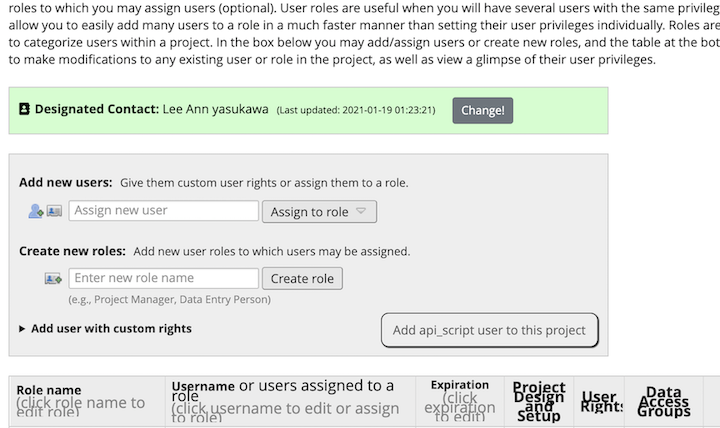 roles to which you may assign users (optional). User roles are useful when you will have several users with the same privileg
allow you to easily add many users to a role in a much faster manner than setting their user privileges individually. Roles are
to categorize users within a project. In the box below you may add/assign users or create new roles, and the table at the bot
to make modifications to any existing user or role in the project, as well as view a glimpse of their user privileges.
Designated Contact: Lee Ann yasukawa (Last updated: 2021-01-19 01:23:21) Change!
Add new users: Give them custom user rights or assign them to a role.
Assign new user Assign to role
Create new roles: Add new user roles to which users may be assigned.
Enter new role name Create role
(e.g., Project Manager, Data Entry Person)
Add user with custom rights Add api_script user to this project
Role name
(click role name to
edit role)
Username or users assigned to a
role
(click username to edit or assign
to role)
Expiration
(click
expiration
to edit)
Project
Design
and
Setup
User
Rights
Data
Access
Groups